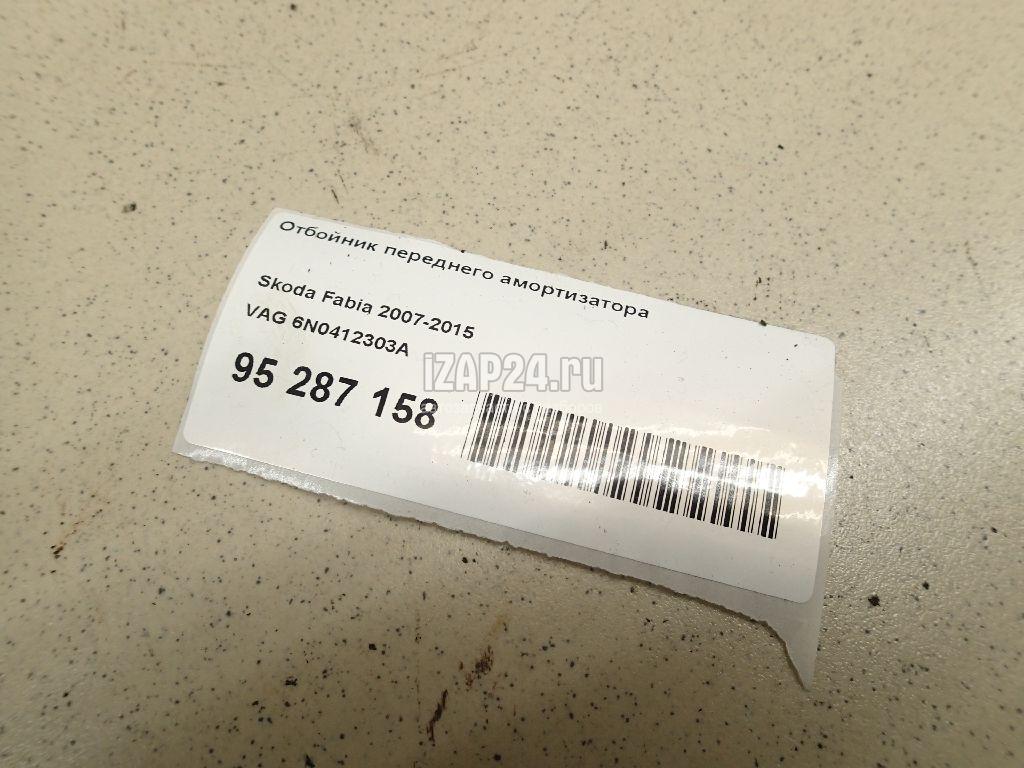 Отбойник переднего амортизатора
Skoda Fabia 2007-2015
VAG 6N0412303A
iZAP24.ru
95 287 158